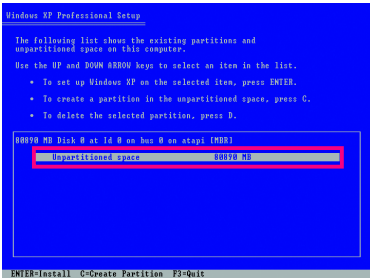 Windows XP Professional Setup
The following list shows the existing partitions and
unpartitioned space on this computer.
Use the UP and DOWN ARROW keys to select an item in the list.
• To set up Windows XP on the selected item, press ENTER.
• To create a partition in the unpartitioned space, press C.
• To delete the selected partition, press D.
80890 MB Disk 0 at Id 0 on bus 0 on atapi [MBR]
Unpartitioned space 80890 MB
ENTER=Install C=Create Partition F3=Quit